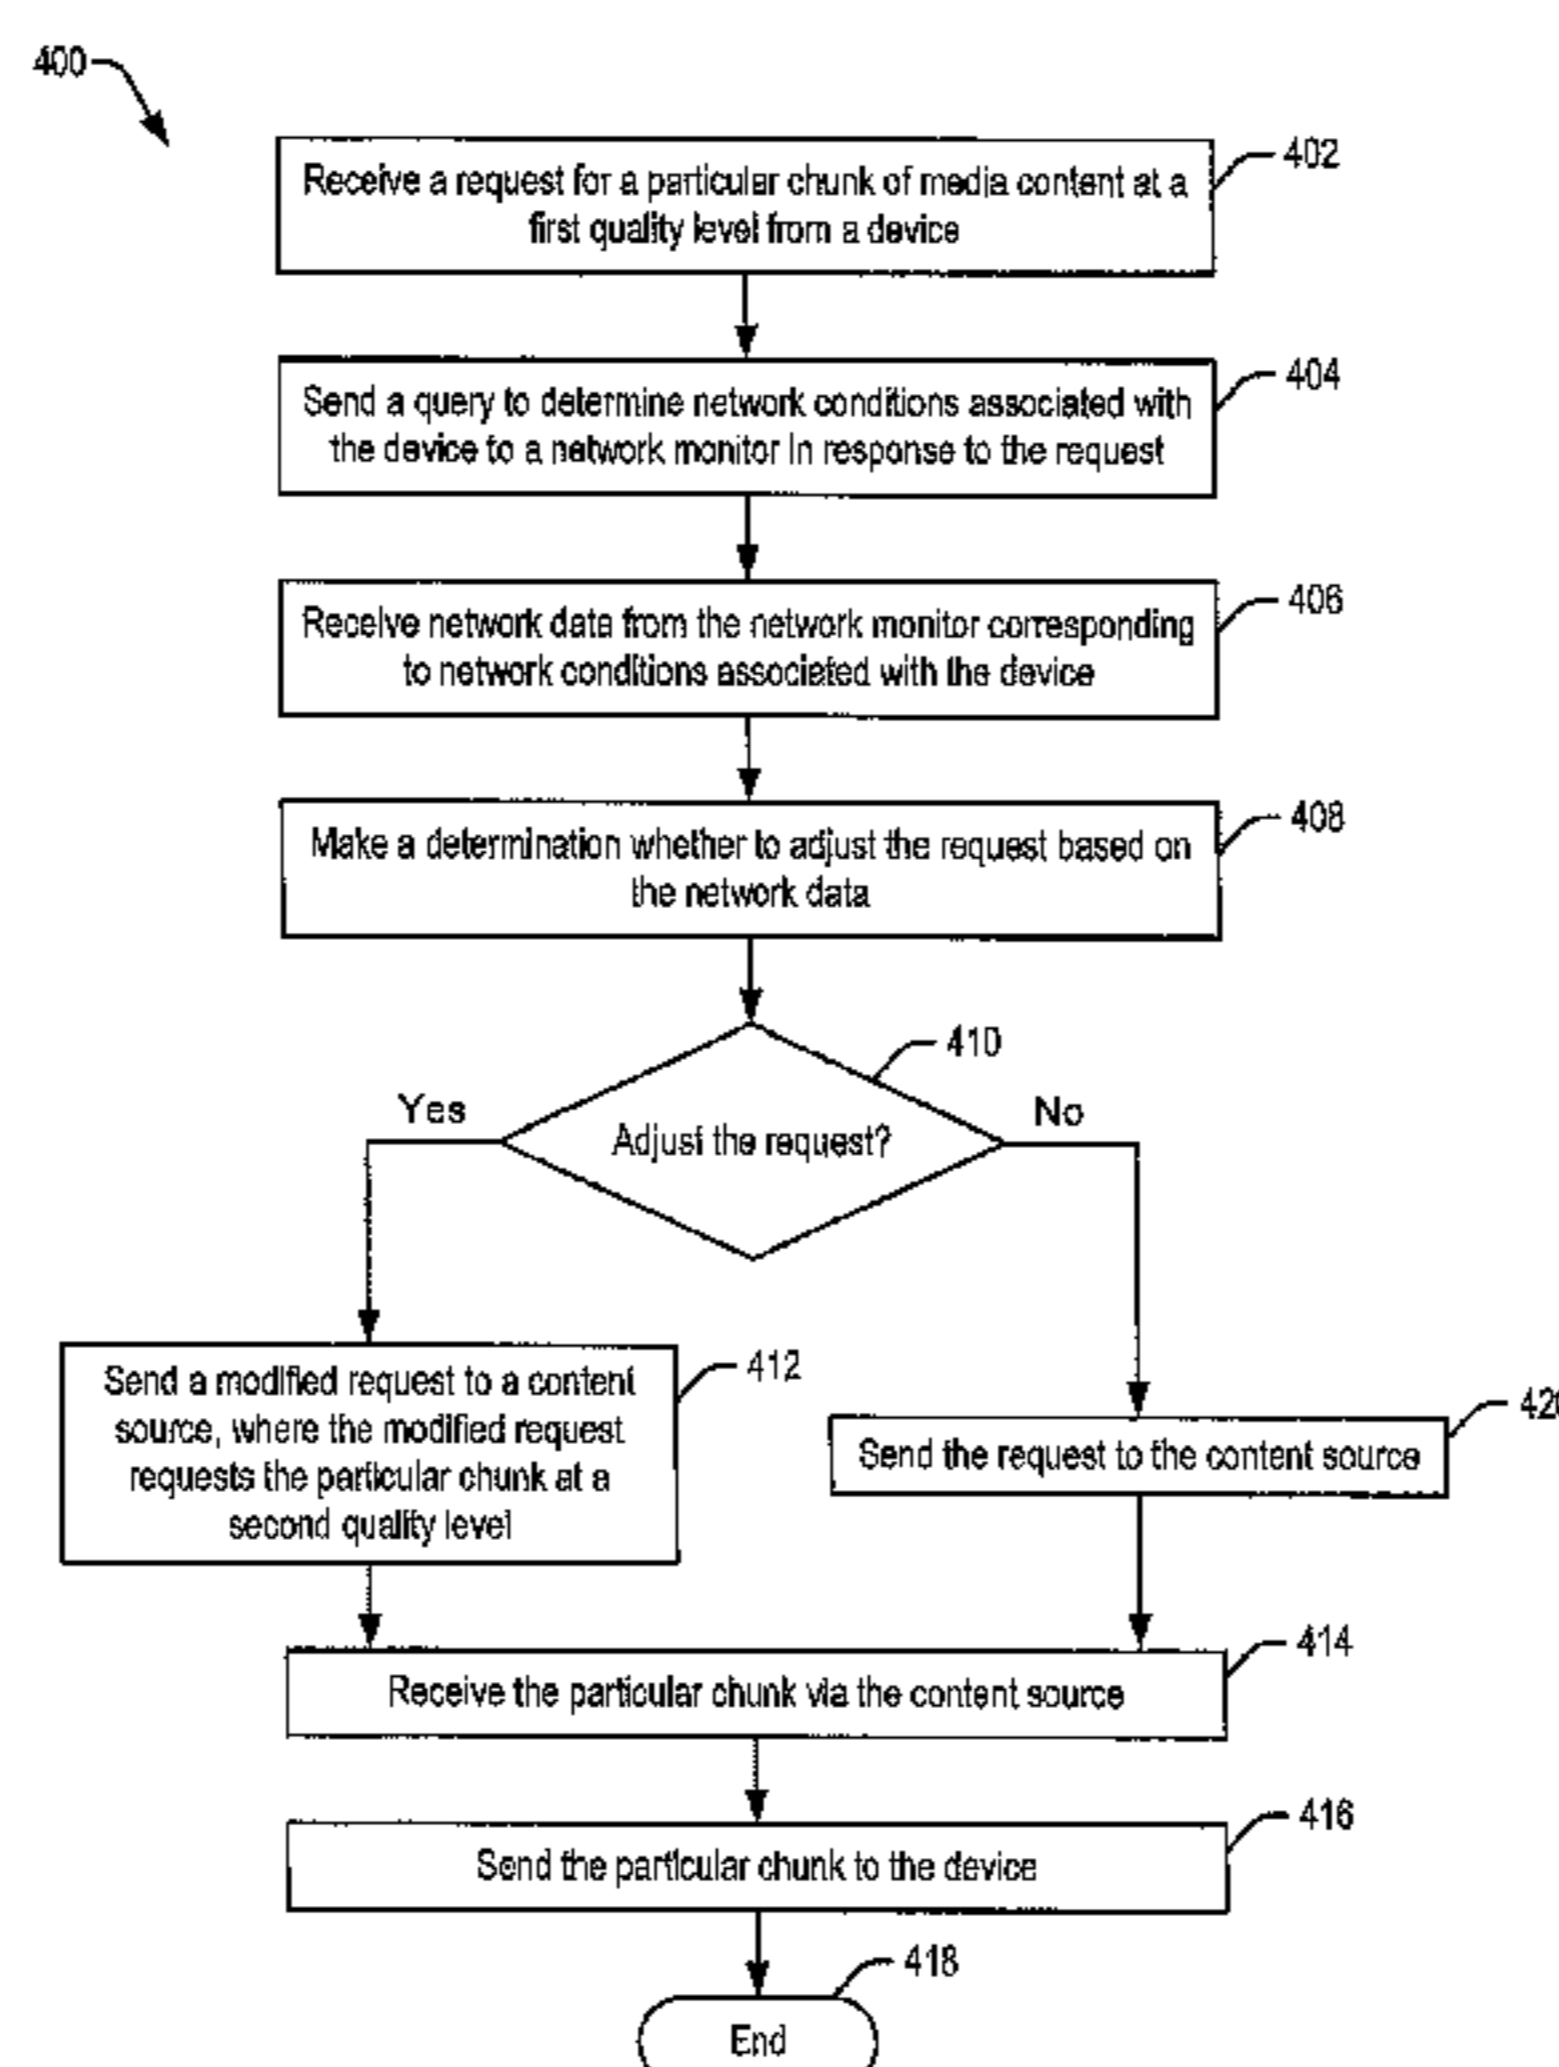 400
402
Receive a request for a particular chunk of media content at a
first quality level from a device
404
Send a query to determine network conditions associated with
the device to a network monitor in response to the request
406
Receive network data from the network monitor corresponding
to network conditions associated with the device
408
Make a determination whether to adjust the request based on
the network data
410
Adjust the request?
Yes
No
412
Send a modified request to a content
source, where the modified request
requests the particular chunk at a
second quality level
Send the request to the content source
414
Receive the particular chunk via the content source
416
Send the particular chunk to the device
418
End